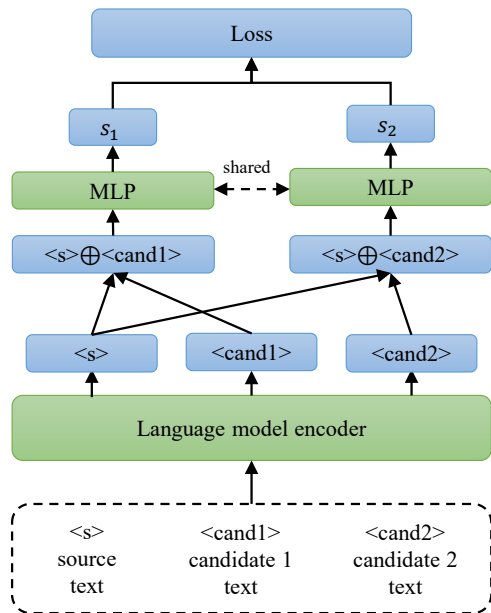 Loss
s₁
s₂
shared
MLP
MLP
<s>⊕<cand1>
<s>⊕<cand2>
<s>
<cand1>
<cand2>
Language model encoder
<s>
source
text
<cand1>
candidate 1
text
<cand2>
candidate 2
text